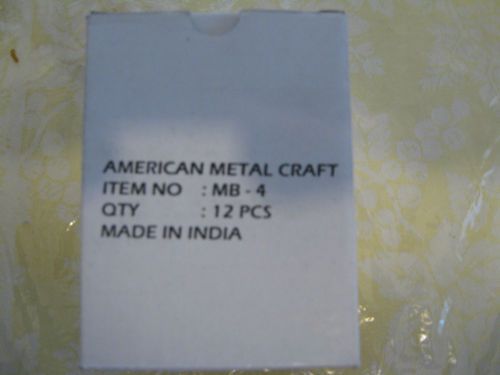 AMERICAN METAL CRAFT
ITEM NO : MB - 4
QTY : 12 PCS
MADE IN INDIA